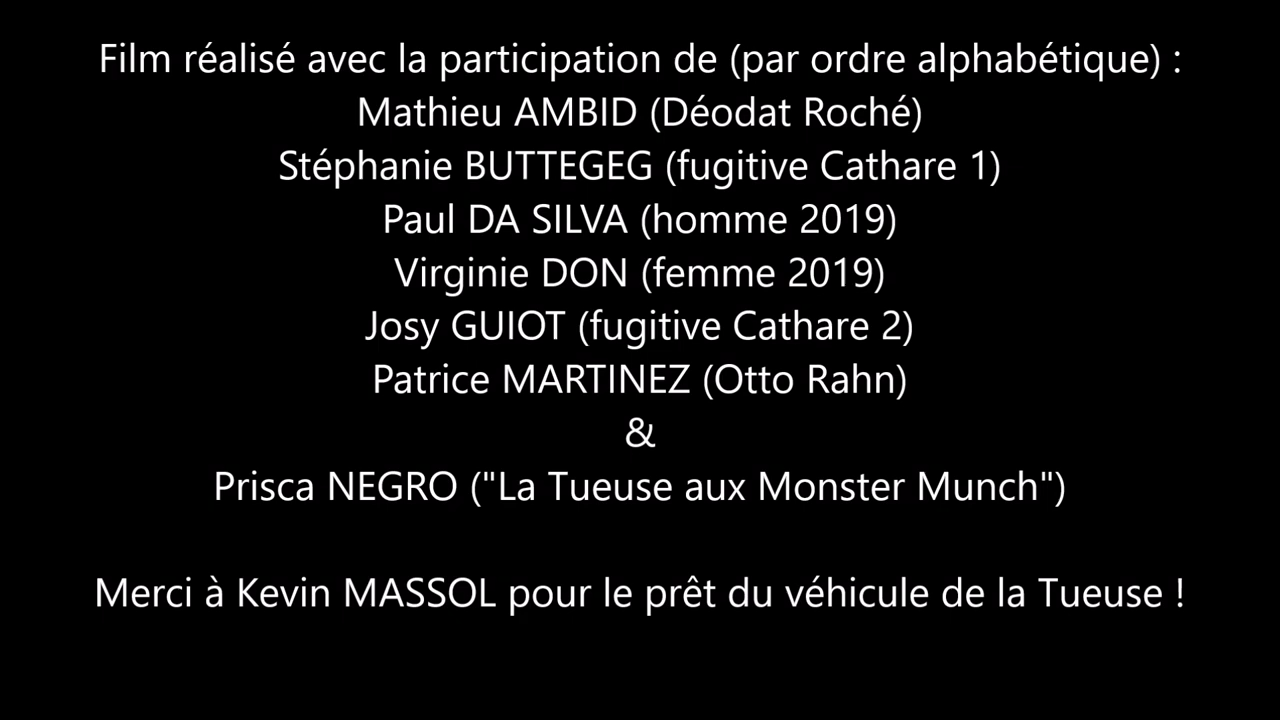 Film réalisé avec la participation de (par ordre alphabétique) :
Mathieu AMBID (Déodat Roché)
Stéphanie BUTTEGEG (fugitive Cathare 1)
Paul DA SILVA (homme 2019)
Virginie DON (femme 2019)
Josy GUIOT (fugitive Cathare 2)
Patrice MARTINEZ (Otto Rahn)
&
Prisca NEGRO ("La Tueuse aux Monster Munch")
Merci à Kevin MASSOL pour le prêt du véhicule de la Tueuse !